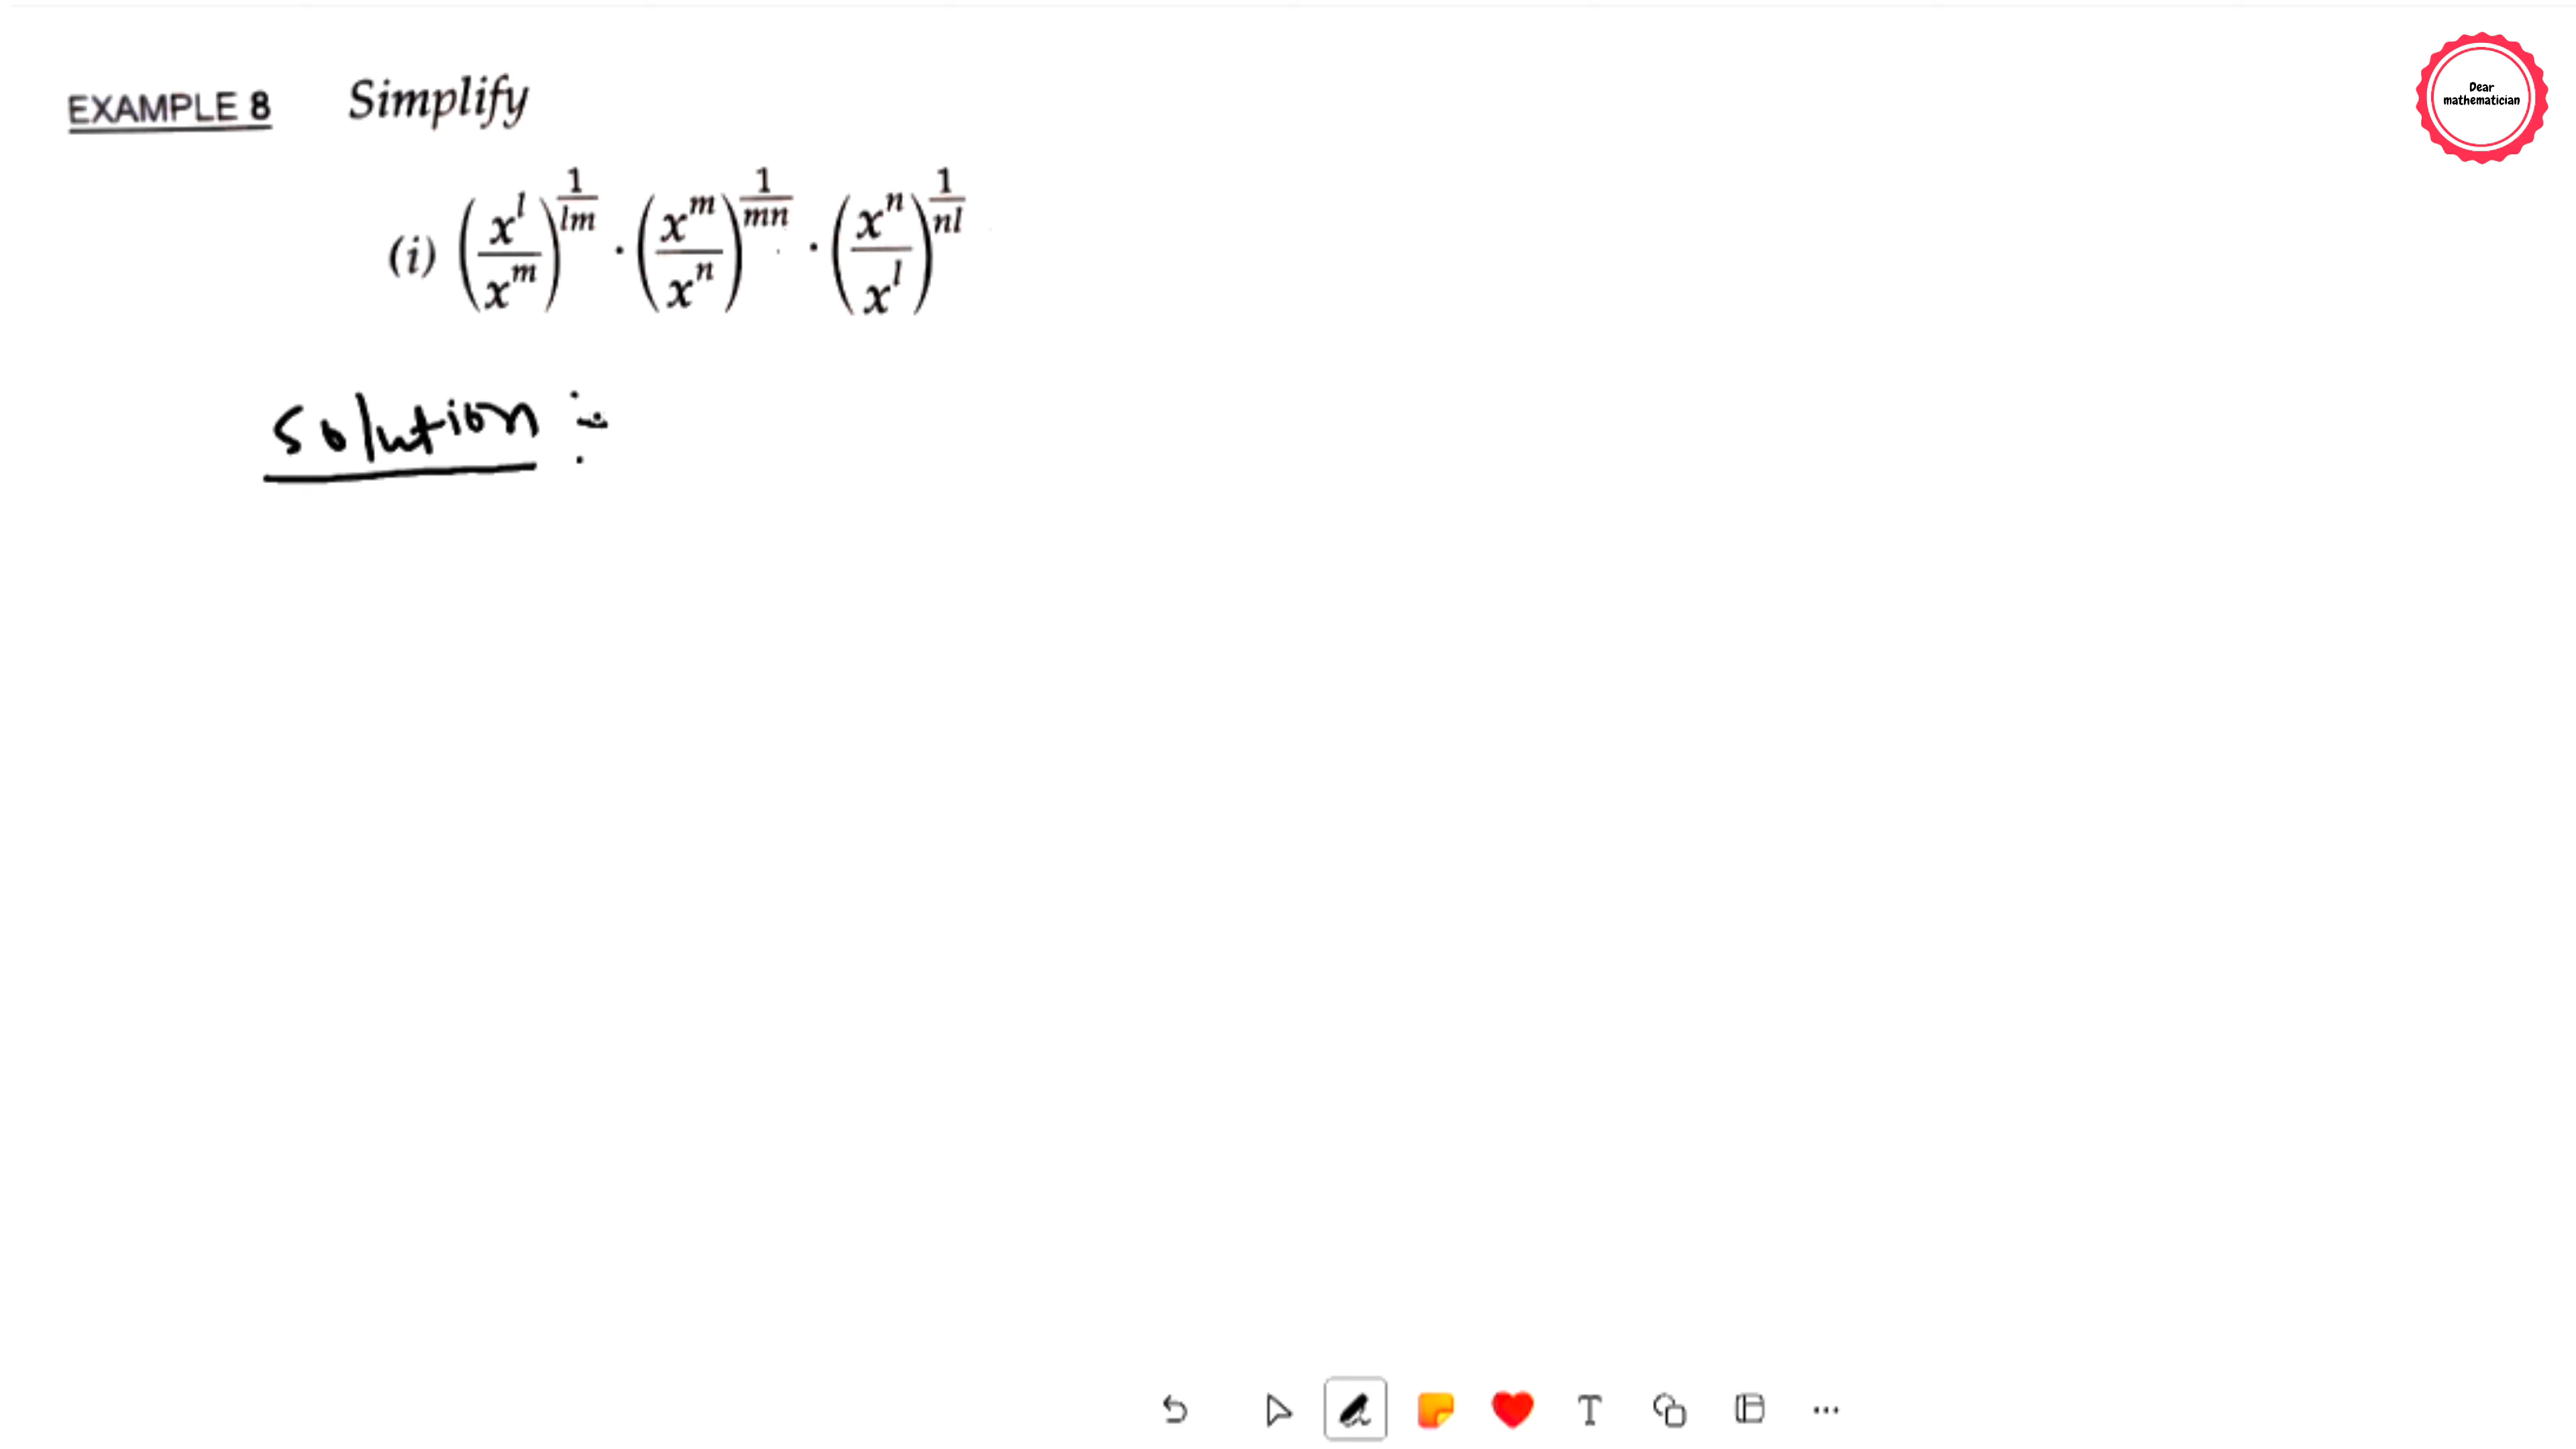 Dear
mathematician
EXAMPLE 8 Simplify
(i) (x^l/x^m)^(1/lm) · (x^m/x^n)^(1/mn) · (x^n/x^l)^(1/nl)
Solution :-
T